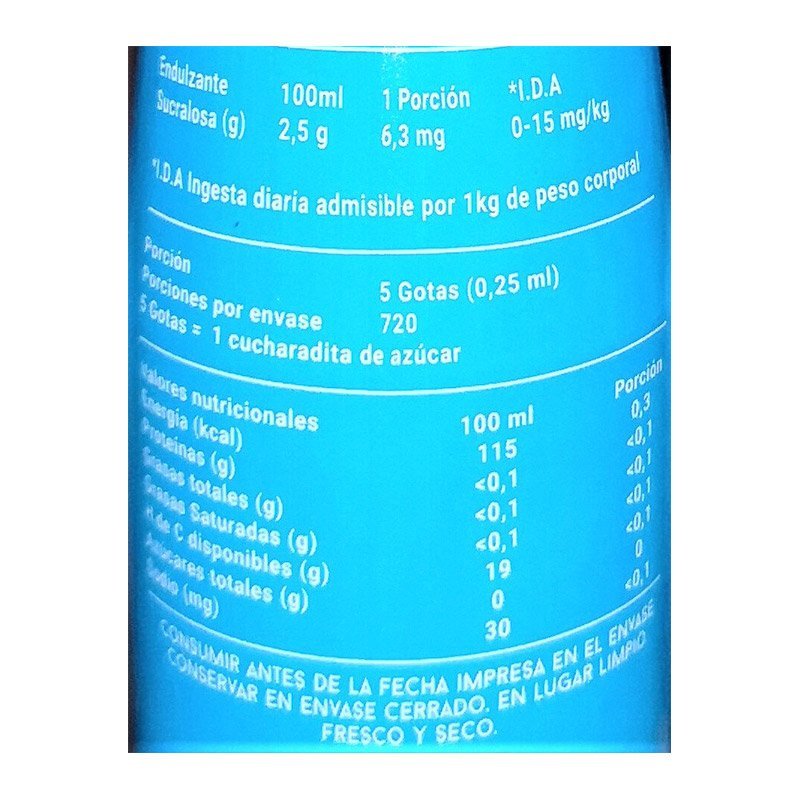 Endulzante 100ml 1 Porción *I.D.A
Sucralosa (g) 2,5 g 6,3 mg 0-15 mg/kg
*I.D.A Ingesta diaria admisible por 1kg de peso corporal
Porción 5 Gotas (0,25 ml)
Porciones por envase 720
5 Gotas = 1 cucharadita de azúcar
Valores nutricionales 100 ml Porción
Energía (kcal) 115 0,3
Proteinas (g) <0,1 <0,1
Grasas totales (g) <0,1 <0,1
Grasas Saturadas (g) <0,1 <0,1
H de C disponibles (g) 19 <0,1
Azúcares totales (g) 0 0
Sodio (mg) 30 <0,1
CONSUMIR ANTES DE LA FECHA IMPRESA EN EL ENVASE
CONSERVAR EN ENVASE CERRADO. EN LUGAR LIMPIO
FRESCO Y SECO.